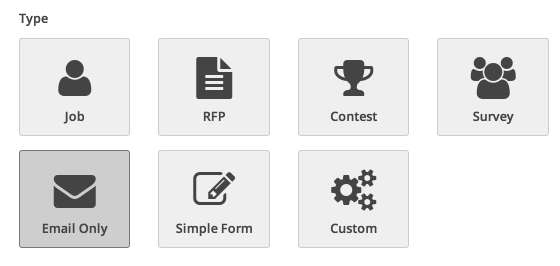 Type
Job
RFP
Contest
Survey
Email Only
Simple Form
Custom